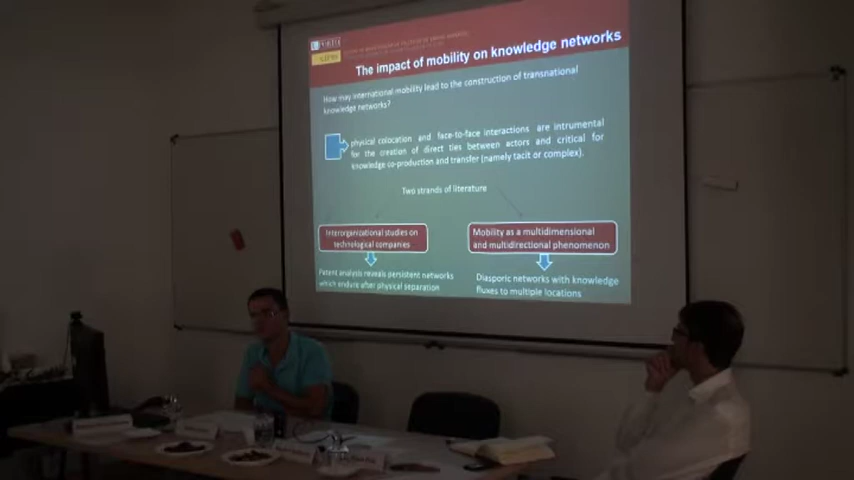 The impact of mobility on knowledge networks
How may international mobility lead to the construction of transnational
knowledge networks?
physical colocation and face-to-face interactions are intrumental
for the creation of direct ties between actors and critical for
knowledge co-production and transfer (namely tacit or complex).
Two strands of literature
Interorganizational studies on
technological companies
Mobility as a multidimensional
and multidirectional phenomenon
Patent analysis reveals persistent networks
which endure after physical separation
Diasporic networks with knowledge
fluxes to multiple locations